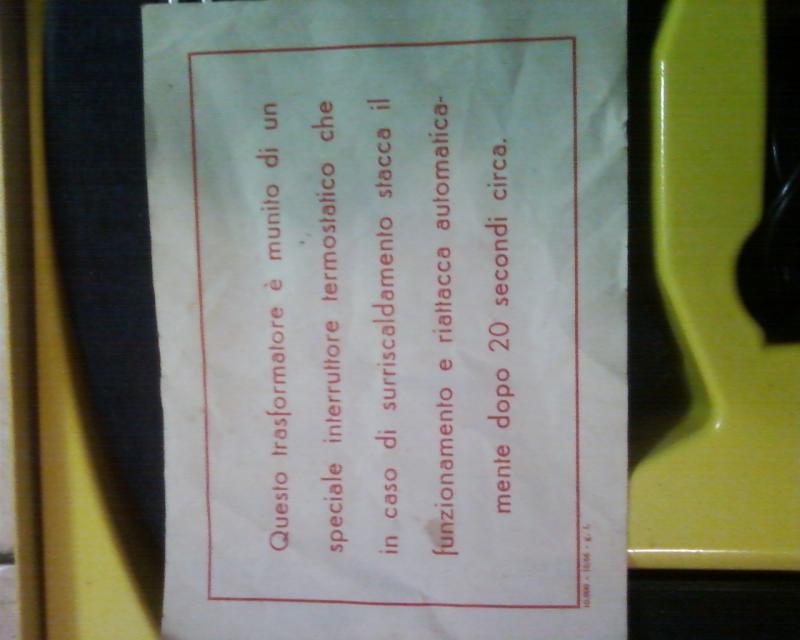 Questo trasformatore è munito di un
speciale interruttore termostatico che
in caso di surriscaldamento stacca il
funzionamento e riattacca automatica-
mente dopo 20 secondi circa.